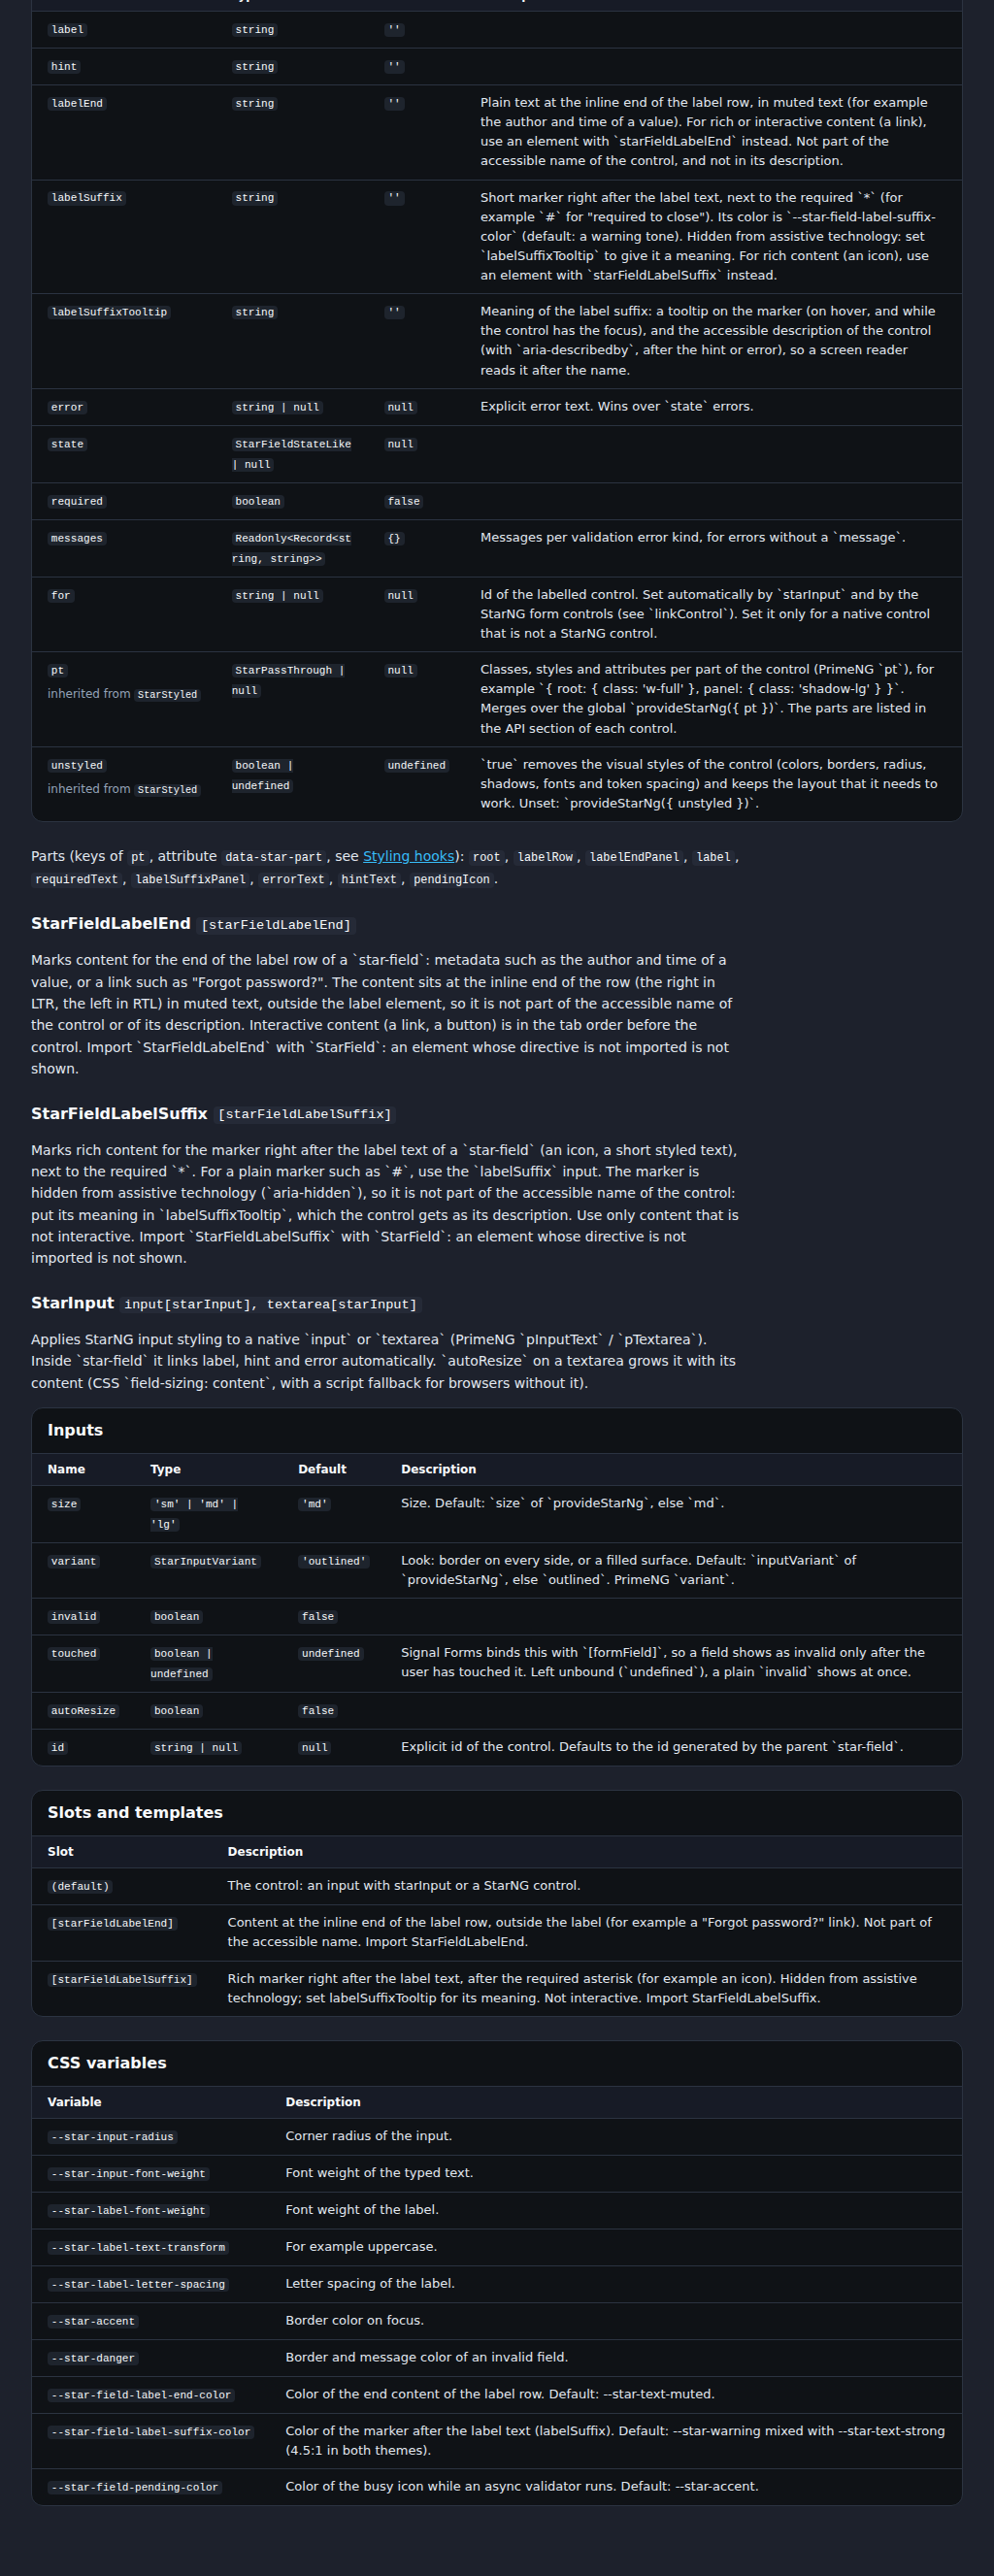 label string ''
hint string ''
labelEnd string '' Plain text at the inline end of the label row, in muted text (for example
the author and time of a value). For rich or interactive content (a link),
use an element with `starFieldLabelEnd` instead. Not part of the
accessible name of the control, and not in its description.
labelSuffix string '' Short marker right after the label text, next to the required `*` (for
example `#` for "required to close"). Its color is `--star-field-label-suffix-
color` (default: a warning tone). Hidden from assistive technology: set
`labelSuffixTooltip` to give it a meaning. For rich content (an icon), use
an element with `starFieldLabelSuffix` instead.
labelSuffixTooltip string '' Meaning of the label suffix: a tooltip on the marker (on hover, and while
the control has the focus), and the accessible description of the control
(with `aria-describedby`, after the hint or error), so a screen reader
reads it after the name.
error string | null null Explicit error text. Wins over `state` errors.
state StarFieldStateLike null
| null
required boolean false
messages Readonly<Record<st {} Messages per validation error kind, for errors without a `message`.
ring, string>>
for string | null null Id of the labelled control. Set automatically by `starInput` and by the
StarNG form controls (see `linkControl`). Set it only for a native control
that is not a StarNG control.
pt StarPassThrough | null Classes, styles and attributes per part of the control (PrimeNG `pt`), for
inherited from StarStyled null example `{ root: { class: 'w-full' }, panel: { class: 'shadow-lg' } }`.
Merges over the global `provideStarNg({ pt })`. The parts are listed in
the API section of each control.
unstyled boolean | undefined `true` removes the visual styles of the control (colors, borders, radius,
inherited from StarStyled undefined shadows, fonts and token spacing) and keeps the layout that it needs to
work. Unset: `provideStarNg({ unstyled })`.
Parts (keys of pt, attribute data-star-part, see Styling hooks): root, labelRow, labelEndPanel, label,
requiredText, labelSuffixPanel, errorText, hintText, pendingIcon.
StarFieldLabelEnd [starFieldLabelEnd]
Marks content for the end of the label row of a `star-field`: metadata such as the author and time of a
value, or a link such as "Forgot password?". The content sits at the inline end of the row (the right in
LTR, the left in RTL) in muted text, outside the label element, so it is not part of the accessible name of
the control or of its description. Interactive content (a link, a button) is in the tab order before the
control. Import `StarFieldLabelEnd` with `StarField`: an element whose directive is not imported is not
shown.
StarFieldLabelSuffix [starFieldLabelSuffix]
Marks rich content for the marker right after the label text of a `star-field` (an icon, a short styled text),
next to the required `*`. For a plain marker such as `#`, use the `labelSuffix` input. The marker is
hidden from assistive technology (`aria-hidden`), so it is not part of the accessible name of the control:
put its meaning in `labelSuffixTooltip`, which the control gets as its description. Use only content that is
not interactive. Import `StarFieldLabelSuffix` with `StarField`: an element whose directive is not
imported is not shown.
StarInput input[starInput], textarea[starInput]
Applies StarNG input styling to a native `input` or `textarea` (PrimeNG `pInputText` / `pTextarea`).
Inside `star-field` it links label, hint and error automatically. `autoResize` on a textarea grows it with its
content (CSS `field-sizing: content`, with a script fallback for browsers without it).
Inputs
Name Type Default Description
size 'sm' | 'md' | 'md' Size. Default: `size` of `provideStarNg`, else `md`.
'lg'
variant StarInputVariant 'outlined' Look: border on every side, or a filled surface. Default: `inputVariant` of
`provideStarNg`, else `outlined`. PrimeNG `variant`.
invalid boolean false
touched boolean | undefined Signal Forms binds this with `[formField]`, so a field shows as invalid only after the
undefined user has touched it. Left unbound (`undefined`), a plain `invalid` shows at once.
autoResize boolean false
id string | null null Explicit id of the control. Defaults to the id generated by the parent `star-field`.
Slots and templates
Slot Description
(default) The control: an input with starInput or a StarNG control.
[starFieldLabelEnd] Content at the inline end of the label row, outside the label (for example a "Forgot password?" link). Not part of
the accessible name. Import StarFieldLabelEnd.
[starFieldLabelSuffix] Rich marker right after the label text, after the required asterisk (for example an icon). Hidden from assistive
technology; set labelSuffixTooltip for its meaning. Not interactive. Import StarFieldLabelSuffix.
CSS variables
Variable Description
--star-input-radius Corner radius of the input.
--star-input-font-weight Font weight of the typed text.
--star-label-font-weight Font weight of the label.
--star-label-text-transform For example uppercase.
--star-label-letter-spacing Letter spacing of the label.
--star-accent Border color on focus.
--star-danger Border and message color of an invalid field.
--star-field-label-end-color Color of the end content of the label row. Default: --star-text-muted.
--star-field-label-suffix-color Color of the marker after the label text (labelSuffix). Default: --star-warning mixed with --star-text-strong
(4.5:1 in both themes).
--star-field-pending-color Color of the busy icon while an async validator runs. Default: --star-accent.